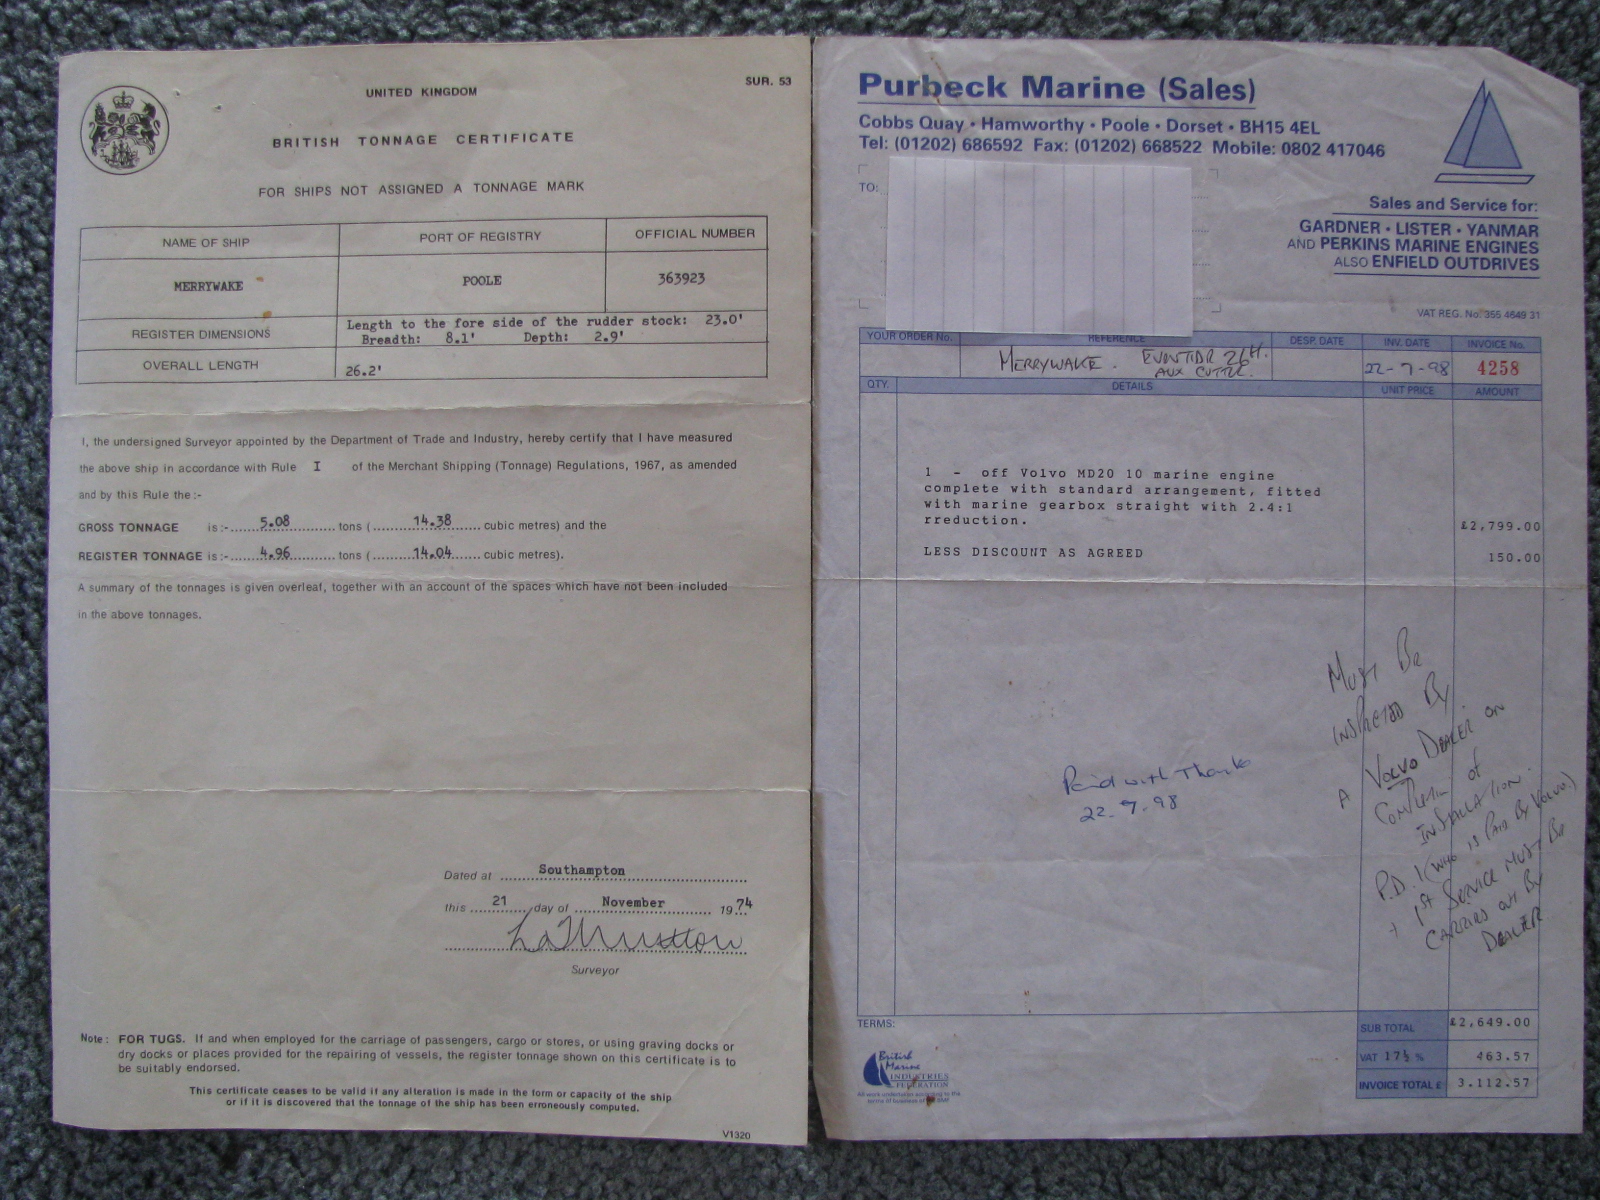 SUR. 53
UNITED KINGDOM
BRITISH TONNAGE CERTIFICATE
FOR SHIPS NOT ASSIGNED A TONNAGE MARK
NAME OF SHIP PORT OF REGISTRY OFFICIAL NUMBER
MERRYWAKE POOLE 363923
REGISTER DIMENSIONS Length to the fore side of the rudder stock: 23.0'
Breadth: 8.1' Depth: 2.9'
OVERALL LENGTH 26.2'
I, the undersigned Surveyor appointed by the Department of Trade and Industry, hereby certify that I have measured
the above ship in accordance with Rule I of the Merchant Shipping (Tonnage) Regulations, 1967, as amended
and by this Rule the :-
GROSS TONNAGE is:- 5.08 tons ( 14.38 cubic metres) and the
REGISTER TONNAGE is:- 4.96 tons ( 14.04 cubic metres).
A summary of the tonnages is given overleaf, together with an account of the spaces which have not been included
in the above tonnages.
Dated at Southampton
this 21 day of November 1974
Surveyor
Note: FOR TUGS. If and when employed for the carriage of passengers, cargo or stores, or using graving docks or
dry docks or places provided for the repairing of vessels, the register tonnage shown on this certificate is to
be suitably endorsed.
This certificate ceases to be valid if any alteration is made in the form or capacity of the ship
or if it is discovered that the tonnage of the ship has been erroneously computed.
V1320
Purbeck Marine (Sales)
Cobbs Quay • Hamworthy • Poole • Dorset • BH15 4EL
Tel: (01202) 686592 Fax: (01202) 668522 Mobile: 0802 417046
TO:
Sales and Service for:
GARDNER • LISTER • YANMAR
AND PERKINS MARINE ENGINES
ALSO ENFIELD OUTDRIVES
VAT REG. No. 355 4649 31
YOUR ORDER No. REFERENCE DESP. DATE INV. DATE INVOICE No.
MERRYWAKE. EVENTIDE 26H. 22-7-98 4258
AUX CUTTER.
QTY. DETAILS UNIT PRICE AMOUNT
1 - off Volvo MD20 10 marine engine
complete with standard arrangement, fitted
with marine gearbox straight with 2.4:1
rreduction. £2,799.00
LESS DISCOUNT AS AGREED 150.00
Must Be
INSPECTED By
A VOLVO DEALER on
Completion of
INSTALLATION.
P.D.I (WHO IS PAID By VOLVO.)
+ 1st SERVICE MUST BE
CARRIED out By
DEALER
Paid with Thanks
22-7-98
TERMS:
SUB TOTAL £2,649.00
VAT 17½ % 463.57
INVOICE TOTAL £ 3.112.57
British
Marine
INDUSTRIES
FEDERATION
All work undertaken according to the
terms of business of BMIF